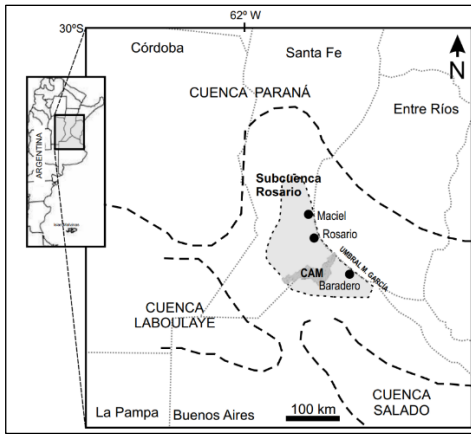 62° W
30°S
Córdoba
Santa Fe
N
CUENCA PARANÁ
Entre Ríos
ARGENTINA
Subcuenca
Rosario
Maciel
Rosario
UMBRAL M. GARCÍA
CAM
Baradero
CUENCA
LABOULAYE
100 km
CUENCA
SALADO
La Pampa
Buenos Aires